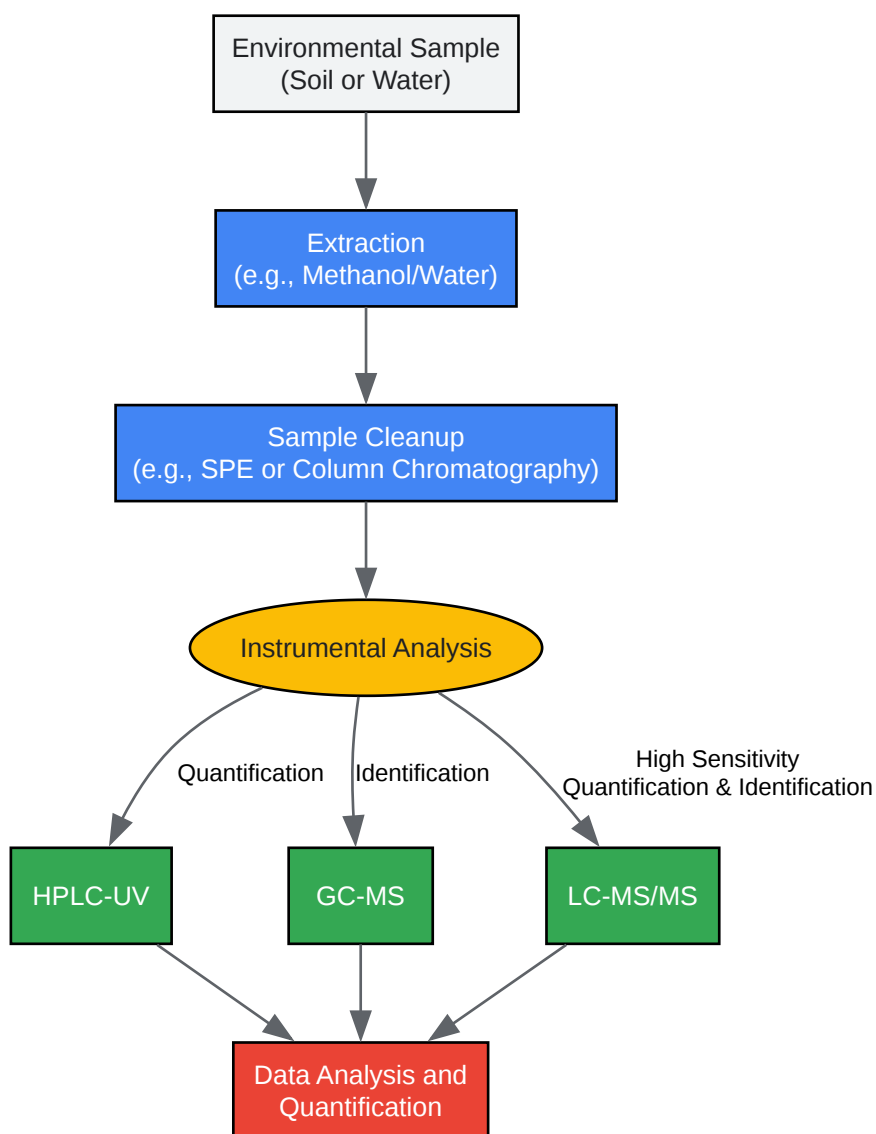 Environmental Sample
(Soil or Water)
Extraction
(e.g., Methanol/Water)
Sample Cleanup
(e.g., SPE or Column Chromatography)
Instrumental Analysis
Quantification
Identification
High Sensitivity
Quantification & Identification
HPLC-UV
GC-MS
LC-MS/MS
Data Analysis and
Quantification